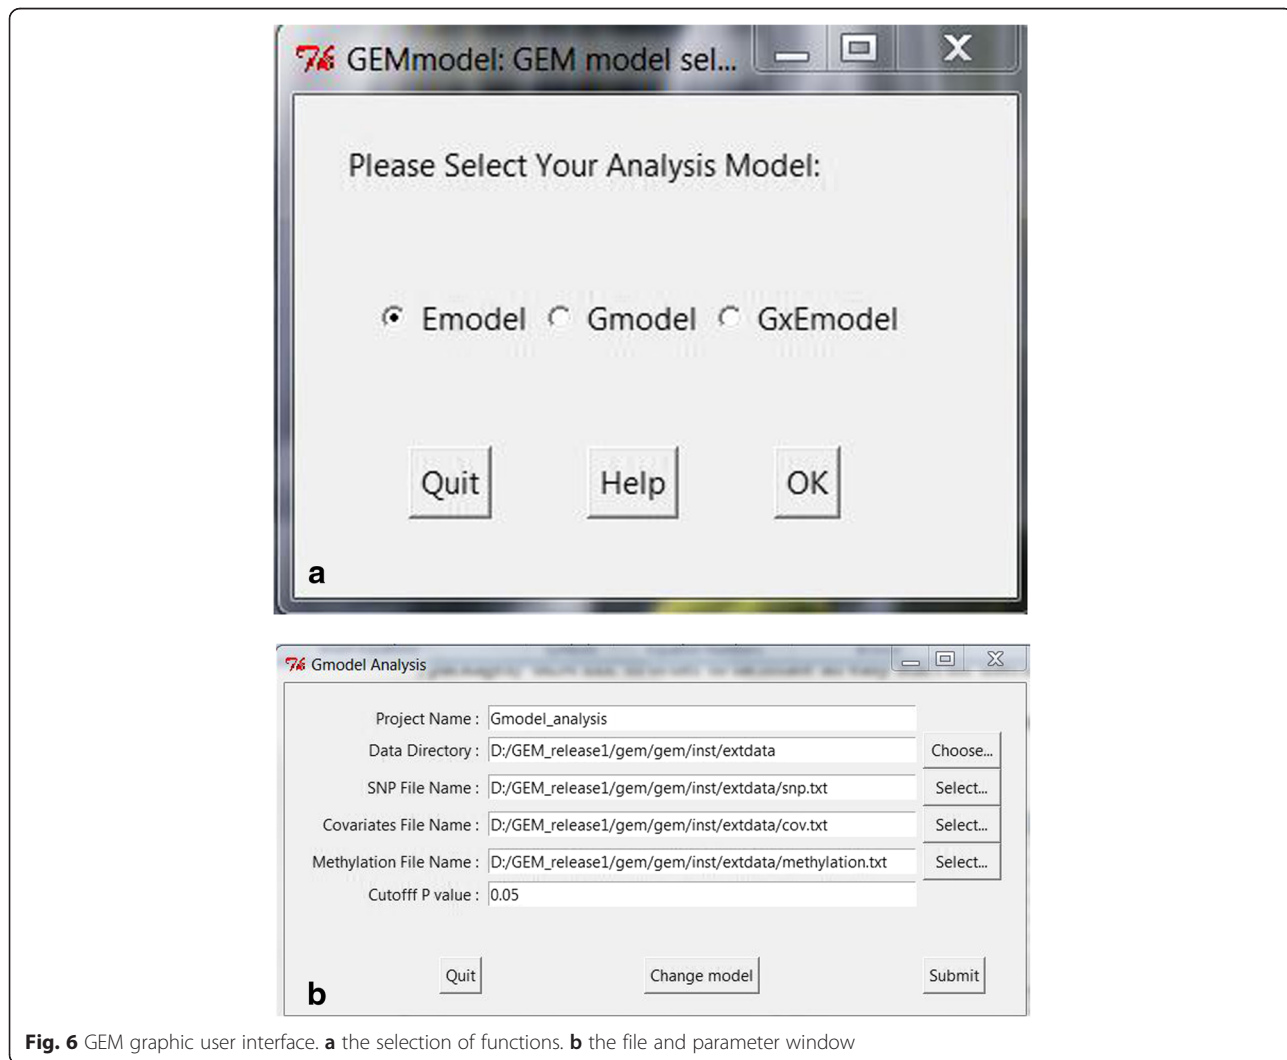 GEMmodel: GEM model sel...
Please Select Your Analysis Model:
Emodel Gmodel GxEmodel
Quit Help OK
a
Gmodel Analysis
Project Name : Gmodel_analysis
Data Directory : D:/GEM_release1/gem/gem/inst/extdata Choose...
SNP File Name : D:/GEM_release1/gem/gem/inst/extdata/snp.txt Select...
Covariates File Name : D:/GEM_release1/gem/gem/inst/extdata/cov.txt Select...
Methylation File Name : D:/GEM_release1/gem/gem/inst/extdata/methylation.txt Select...
Cutofff P value : 0.05
Quit Change model Submit
b
Fig. 6 GEM graphic user interface. a the selection of functions. b the file and parameter window